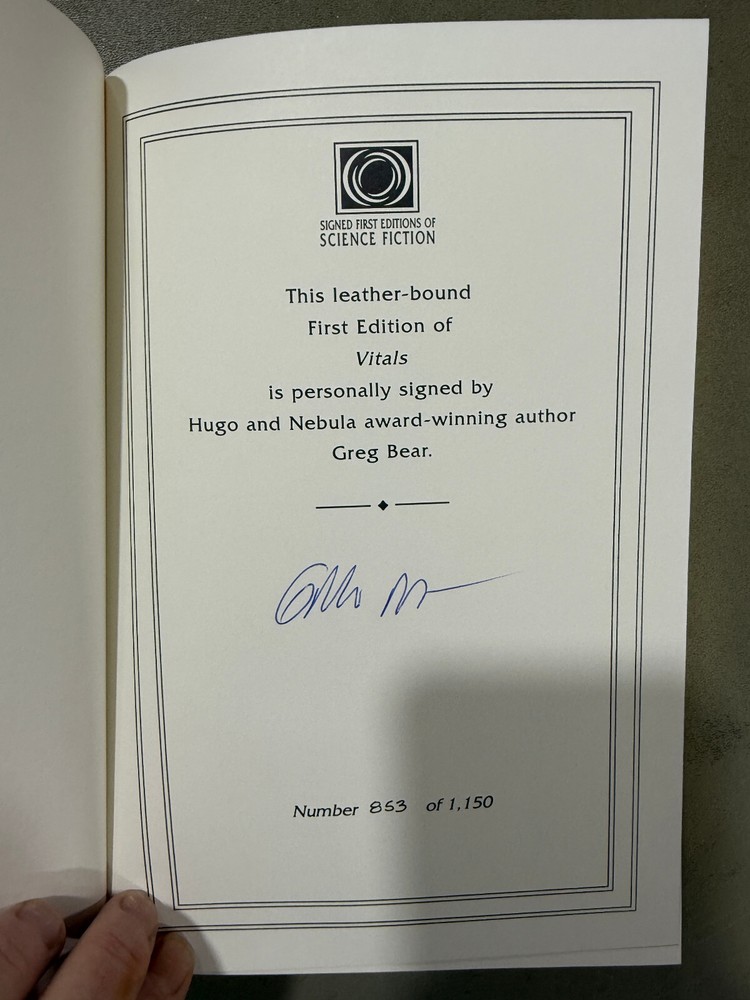 SIGNED FIRST EDITIONS OF
SCIENCE FICTION
This leather-bound
First Edition of
Vitals
is personally signed by
Hugo and Nebula award-winning author
Greg Bear.
Number 853 of 1,150